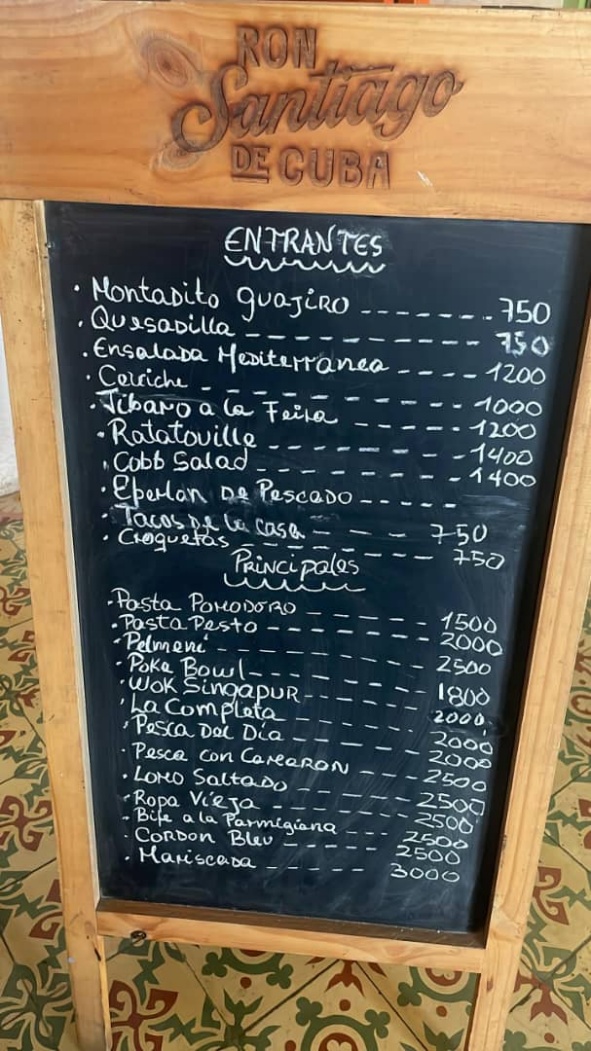 RON
Santiago
DE CUBA
ENTRANTES
· Montadito guajiro ------- 750
· Quesadilla --------- 750
· Ensalada Mediterranea ---- 1200
· Ceviche --------- 1000
· Tibaro a la Feira ----- 1200
· Ratatouille ------- 1400
· Cobb Salad ------- 1400
· Eperlan De Pescado -----
· Tacos de la casa --- 750
· Croquetas ------- 750
Principales
· Pasta Pomodoro ----- 1500
· Pasta Pesto ------ 2000
· Pelmeni ------- 2500
· Poke Bowl ------ 1800
· Wok Singapur ----- 2000
· La Completa ----- 2000
· Pesca Del Dia ----- 2000
· Pesca con Camaron --- 2500
· Lomo Saltado ----- 2500
· Ropa Vieja ------ 2500
· Bife a la Parmigiana --- 2500
· Cordon Bleu ----- 2500
· Mariscada ----- 3000